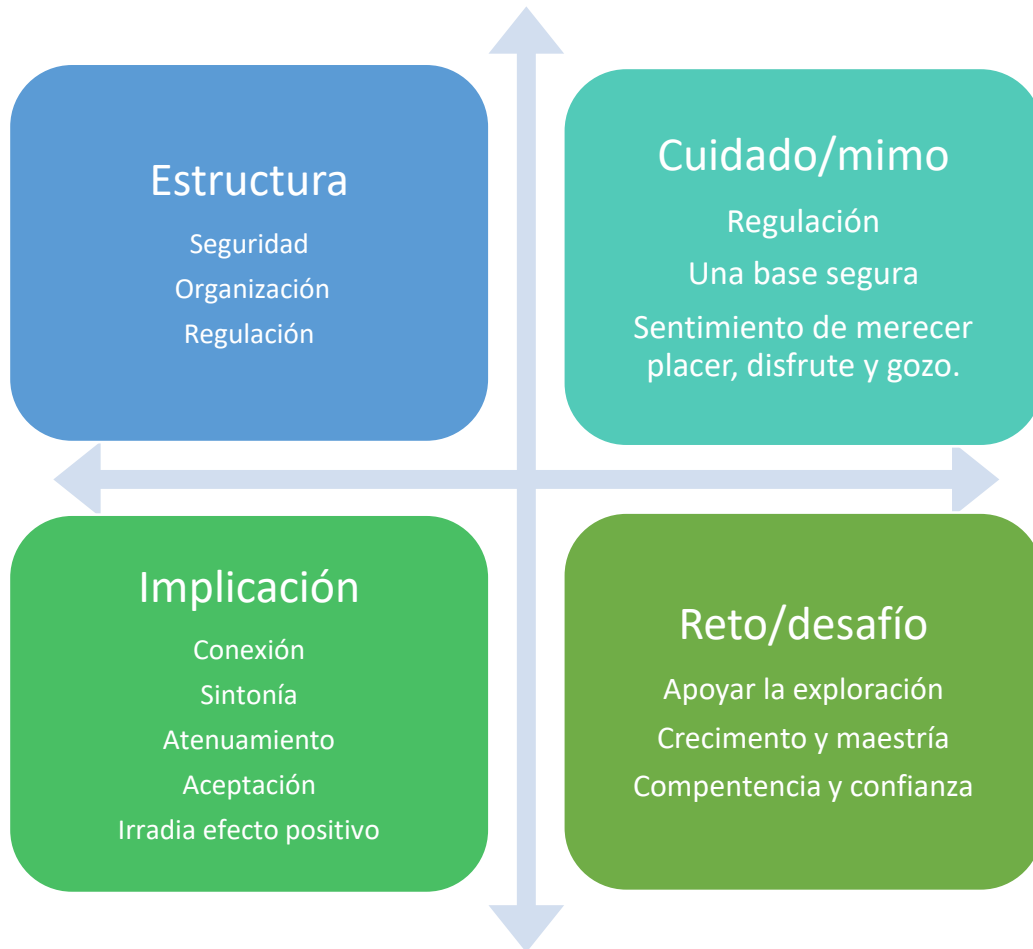 Estructura
Seguridad
Organización
Regulación
Cuidado/mimo
Regulación
Una base segura
Sentimiento de merecer
placer, disfrute y gozo.
Implicación
Conexión
Sintonía
Atenuamiento
Aceptación
Irradia efecto positivo
Reto/desafío
Apoyar la exploración
Crecimento y maestría
Compentencia y confianza